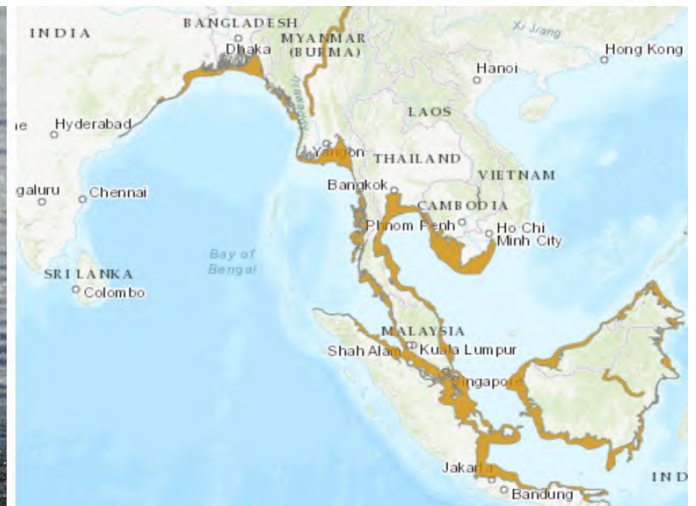 BANGLADESH
INDIA
MYANMAR
(BURMA)
Dhaka
Xi Jiang
Hong Kong
Hanoi
Irrawaddy
LAOS
Hyderabad
Yangon
THAILAND
VIETNAM
galuru
Chennai
Bangkok
CAMBODIA
Phnom Penh
Ho Chi
Minh City
Bay of
Bengal
SRI LANKA
Colombo
MALAYSIA
Shah Alam
Kuala Lumpur
Singapore
Jakarta
IND
Bandung